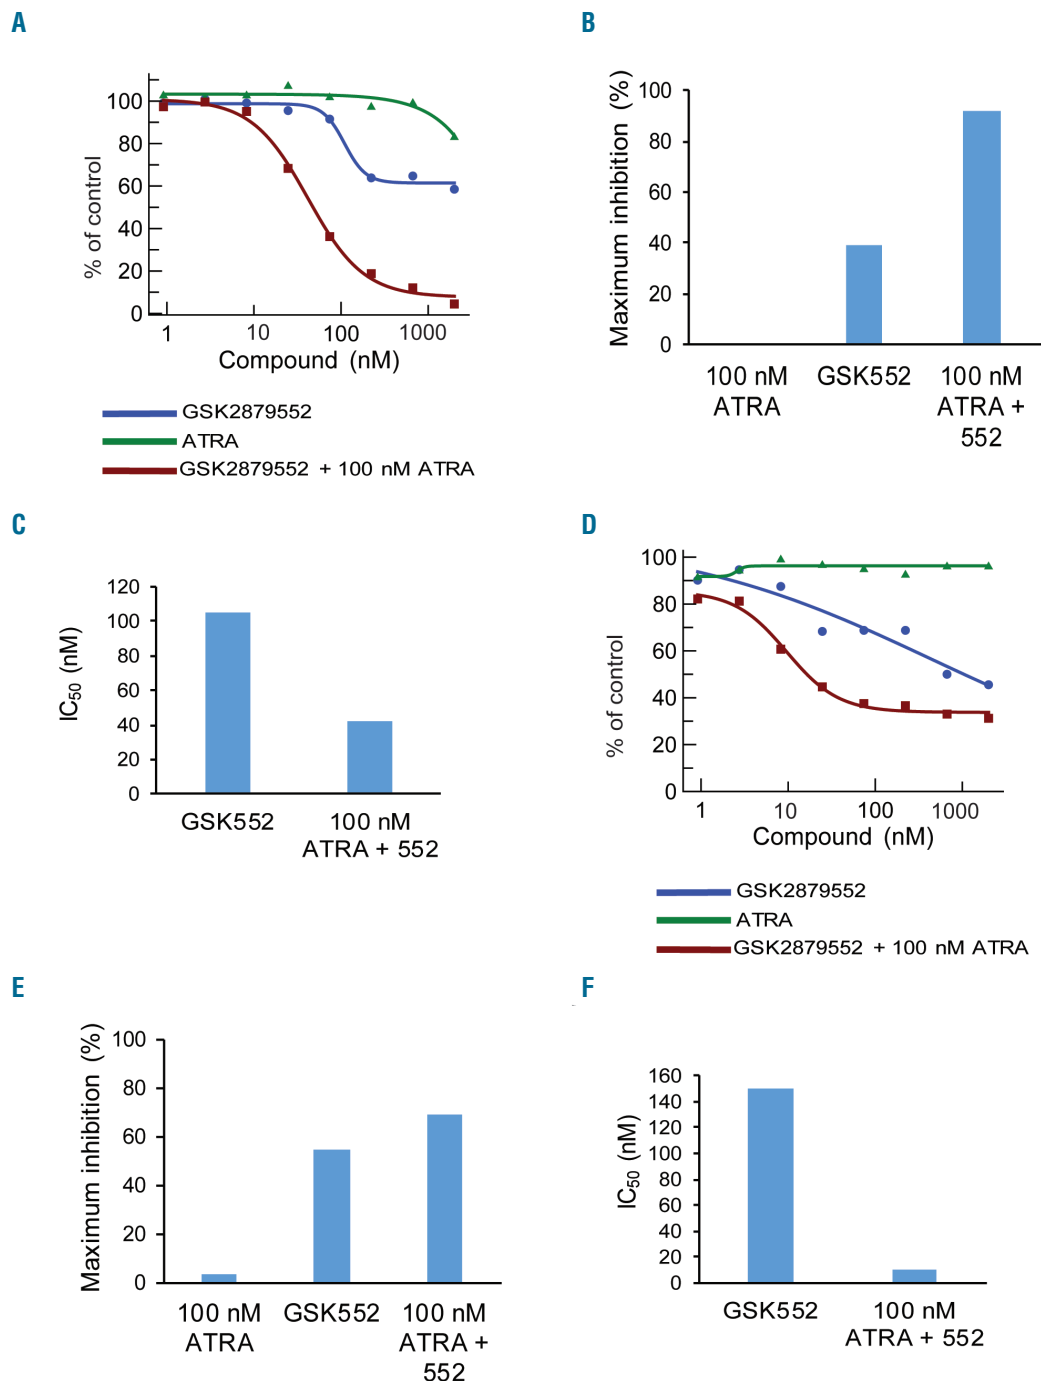 A
% of control
100
80
60
40
20
0
1 10 100 1000
Compound (nM)
GSK2879552
ATRA
GSK2879552 + 100 nM ATRA
B
Maximum inhibition (%)
100
80
60
40
20
0
100 nM
ATRA
GSK552
100 nM
ATRA +
552
C
IC50 (nM)
120
100
80
60
40
20
0
GSK552
100 nM
ATRA + 552
D
% of control
100
80
60
40
20
0
1 10 100 1000
Compound (nM)
GSK2879552
ATRA
GSK2879552 + 100 nM ATRA
E
Maximum inhibition (%)
100
80
60
40
20
0
100 nM
ATRA
GSK552
100 nM
ATRA +
552
F
IC50 (nM)
160
140
120
100
80
60
40
20
0
GSK552
100 nM
ATRA + 552